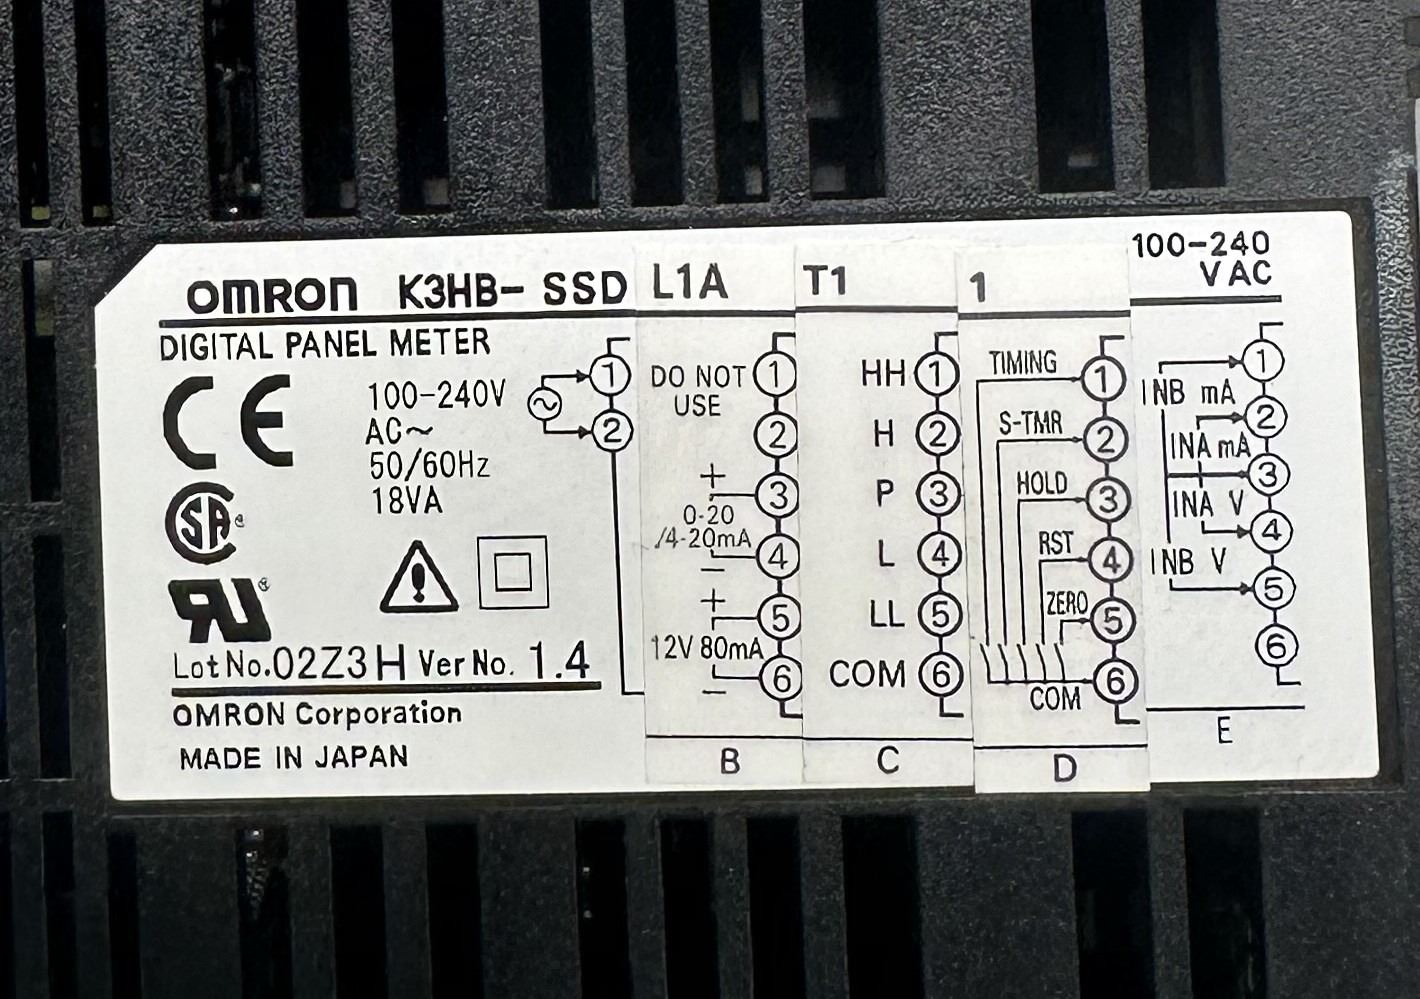 OMRON K3HB- SSD L1A T1 1 100-240
VAC
DIGITAL PANEL METER
CE
100-240V
AC~
50/60Hz
18VA
SA®
RU®
Lot No. 02Z3 H Ver No. 1.4
OMRON Corporation
MADE IN JAPAN
1
2
DO NOT 1
USE
2
+
3
0-20
/4-20mA
4
−
+
5
12V 80mA
6
−
B
HH 1
H 2
P 3
L 4
LL 5
COM 6
C
TIMING
1
S-TMR
2
HOLD
3
RST
4
ZERO
5
6
COM
D
1
INB mA
2
INA mA
3
INA V
4
INB V
5
6
E